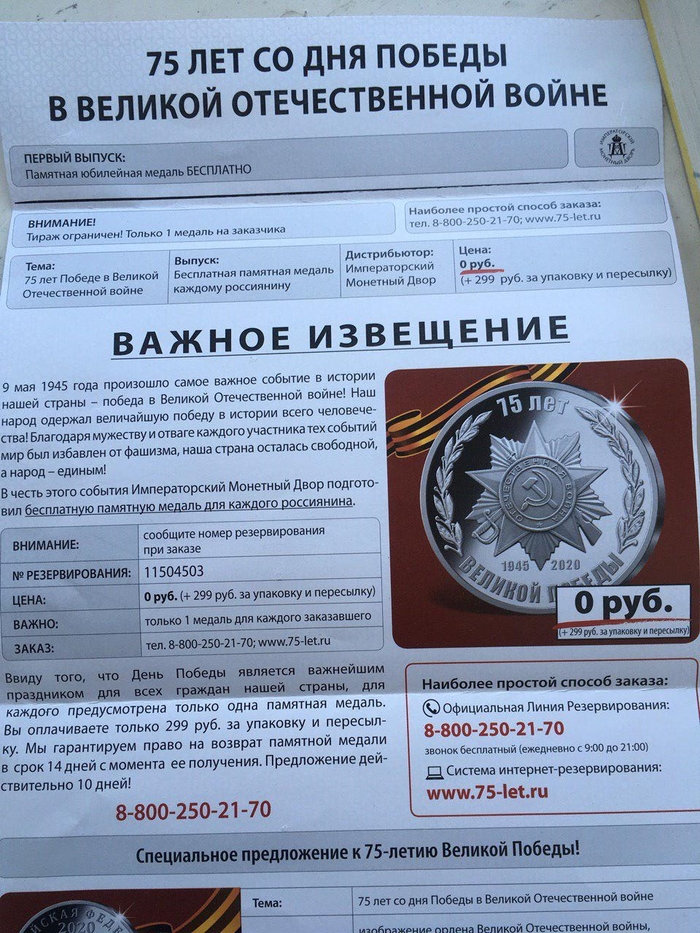 75 ЛЕТ СО ДНЯ ПОБЕДЫ
В ВЕЛИКОЙ ОТЕЧЕСТВЕННОЙ ВОЙНЕ
ПЕРВЫЙ ВЫПУСК:
Памятная юбилейная медаль БЕСПЛАТНО
ИМПЕРАТОРСКИЙ
МОНЕТНЫЙ ДВОРЪ
ВНИМАНИЕ!
Тираж ограничен! Только 1 медаль на заказчика
Наиболее простой способ заказа:
тел. 8-800-250-21-70; www.75-let.ru
Тема:
75 лет Победе в Великой
Отечественной войне
Выпуск:
Бесплатная памятная медаль
каждому россиянину
Дистрибьютор:
Императорский
Монетный Двор
Цена:
0 руб.
(+ 299 руб. за упаковку и пересылку)
ВАЖНОЕ ИЗВЕЩЕНИЕ
9 мая 1945 года произошло самое важное событие в истории
нашей страны – победа в Великой Отечественной войне! Наш
народ одержал величайшую победу в истории всего человече-
ства! Благодаря мужеству и отваге каждого участника тех событий
мир был избавлен от фашизма, наша страна осталась свободной,
а народ – единым!
В честь этого события Императорский Монетный Двор подгото-
вил бесплатную памятную медаль для каждого россиянина.
ВНИМАНИЕ: сообщите номер резервирования
при заказе
№ РЕЗЕРВИРОВАНИЯ: 11504503
ЦЕНА: 0 руб. (+ 299 руб. за упаковку и пересылку)
ВАЖНО: только 1 медаль для каждого заказавшего
ЗАКАЗ: тел. 8-800-250-21-70; www.75-let.ru
75 лет
ОТЕЧЕСТВЕННАЯ ВОЙНА
1945 2020
ВЕЛИКОЙ ПОБЕДЫ
0 руб.
(+ 299 руб. за упаковку и пересылку)
Ввиду того, что День Победы является важнейшим
праздником для всех граждан нашей страны, для
каждого предусмотрена только одна памятная медаль.
Вы оплачиваете только 299 руб. за упаковку и пересыл-
ку. Мы гарантируем право на возврат памятной медали
в срок 14 дней с момента ее получения. Предложение дей-
ствительно 10 дней!
8-800-250-21-70
Наиболее простой способ заказа:
Официальная Линия Резервирования:
8-800-250-21-70
звонок бесплатный (ежедневно с 9:00 до 21:00)
Система интернет-резервирования:
www.75-let.ru
Специальное предложение к 75-летию Великой Победы!
2020
Тема: 75 лет со дня Победы в Великой Отечественной войне
изображение ордена Великой Отечественной войны,